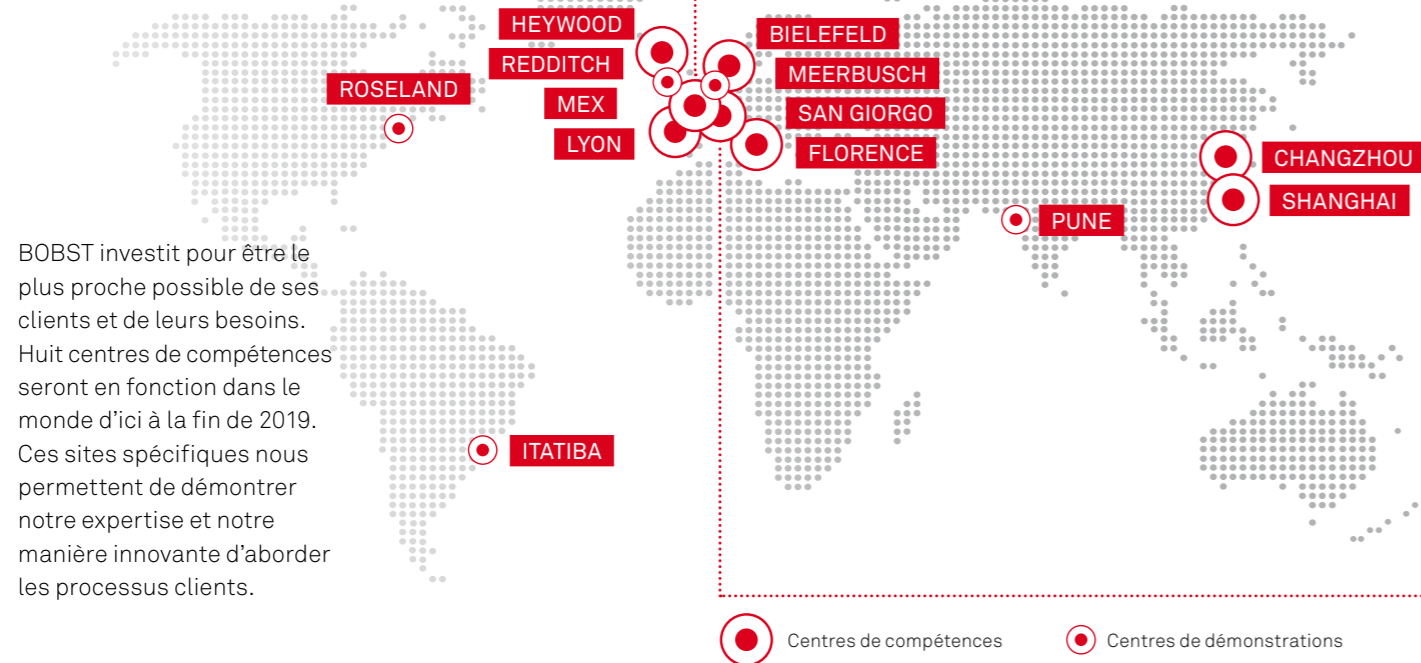 HEYWOOD
REDDITCH
ROSELAND
MEX
LYON
BIELEFELD
MEERBUSCH
SAN GIORGO
FLORENCE
CHANGZHOU
SHANGHAI
PUNE
ITATIBA
BOBST investit pour être le
plus proche possible de ses
clients et de leurs besoins.
Huit centres de compétences
seront en fonction dans le
monde d’ici à la fin de 2019.
Ces sites spécifiques nous
permettent de démontrer
notre expertise et notre
manière innovante d’aborder
les processus clients.
Centres de compétences
Centres de démonstrations